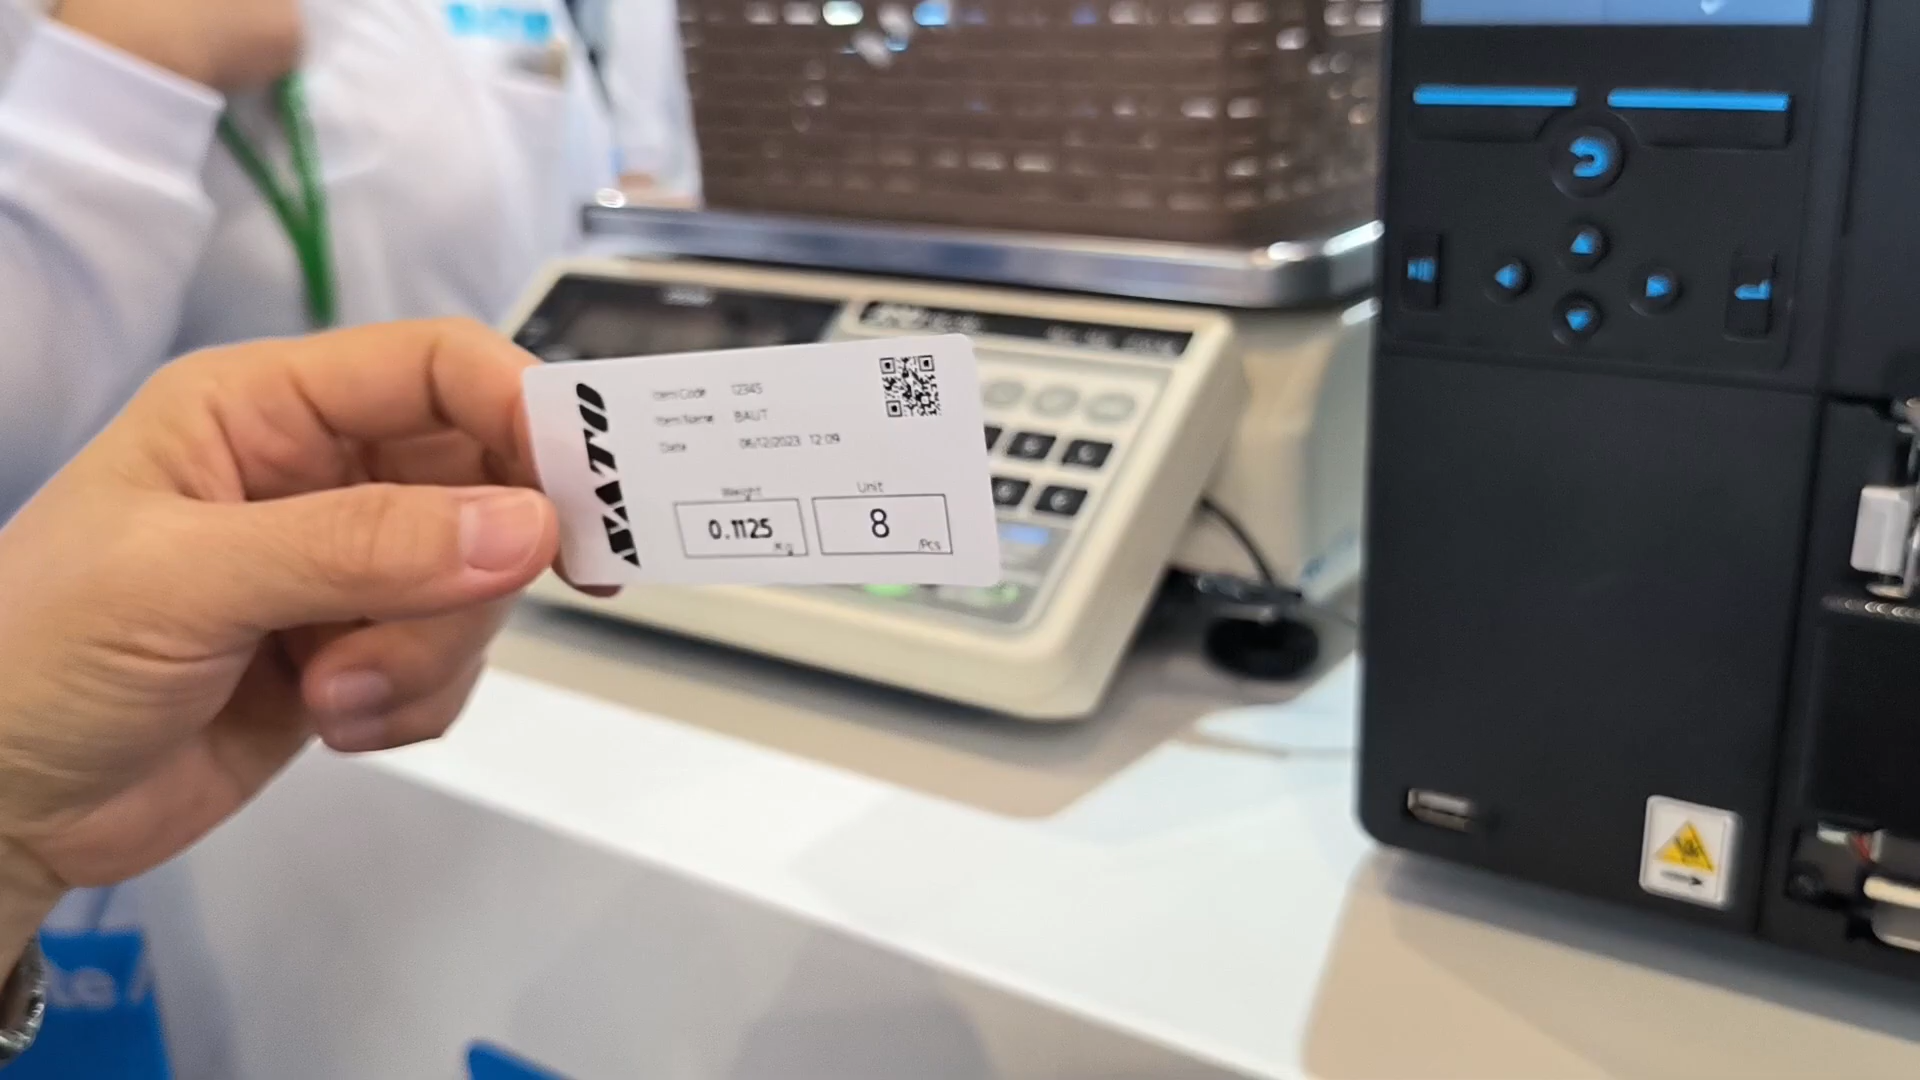 SATO
Item Code 12345
Item Name BAUT
Date 06/12/2023 12:09
Weight Unit
0.1125 /Kg
8 /Pcs